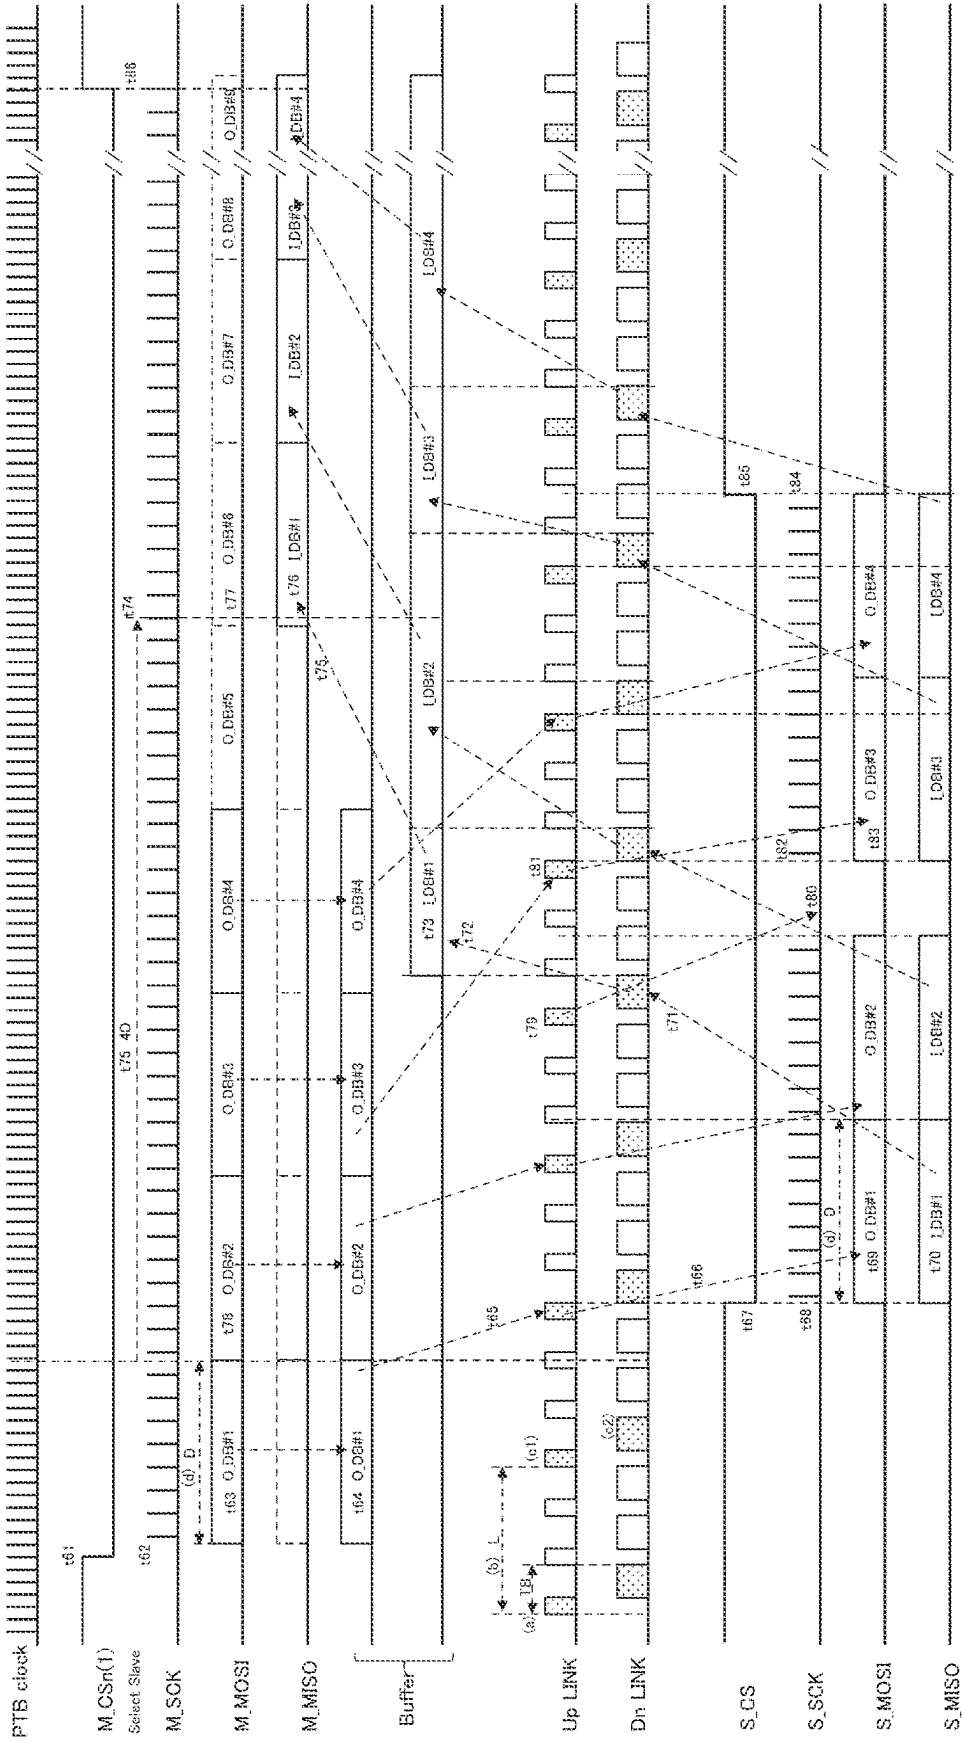 PTB clock
t61
M_CSn(1)
Select Slave
t75 4D
t74
t86
t62
M_SCK
(d) D
M_MOSI
t63 O_DB#1
t78 O_DB#2
O_DB#3
O_DB#4
O_DB#5
t77 O_DB#6
O_DB#7
O_DB#8
O_DB#9
M_MISO
t75
t76 I_DB#1
I_DB#2
I_DB#3
I_DB#4
Buffer
t64 O_DB#1
O_DB#2
O_DB#3
O_DB#4
t73 I_DB#1
I_DB#2
I_DB#3
I_DB#4
t72
(b) L
(a) TB
(c1)
t65
t79
t81
Up LINK
(c2)
Dn LINK
t66
t71
t67
t85
S_CS
t68
t80
t82
t84
S_SCK
(d) D
t69 O_DB#1
O_DB#2
t83 O_DB#3
O_DB#4
S_MOSI
t70 I_DB#1
I_DB#2
I_DB#3
I_DB#4
S_MISO